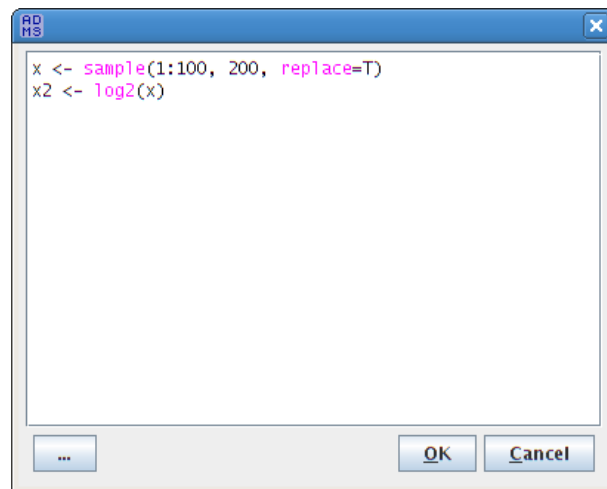 AD
MS
x <- sample(1:100, 200, replace=T)
x2 <- log2(x)
...
OK
Cancel